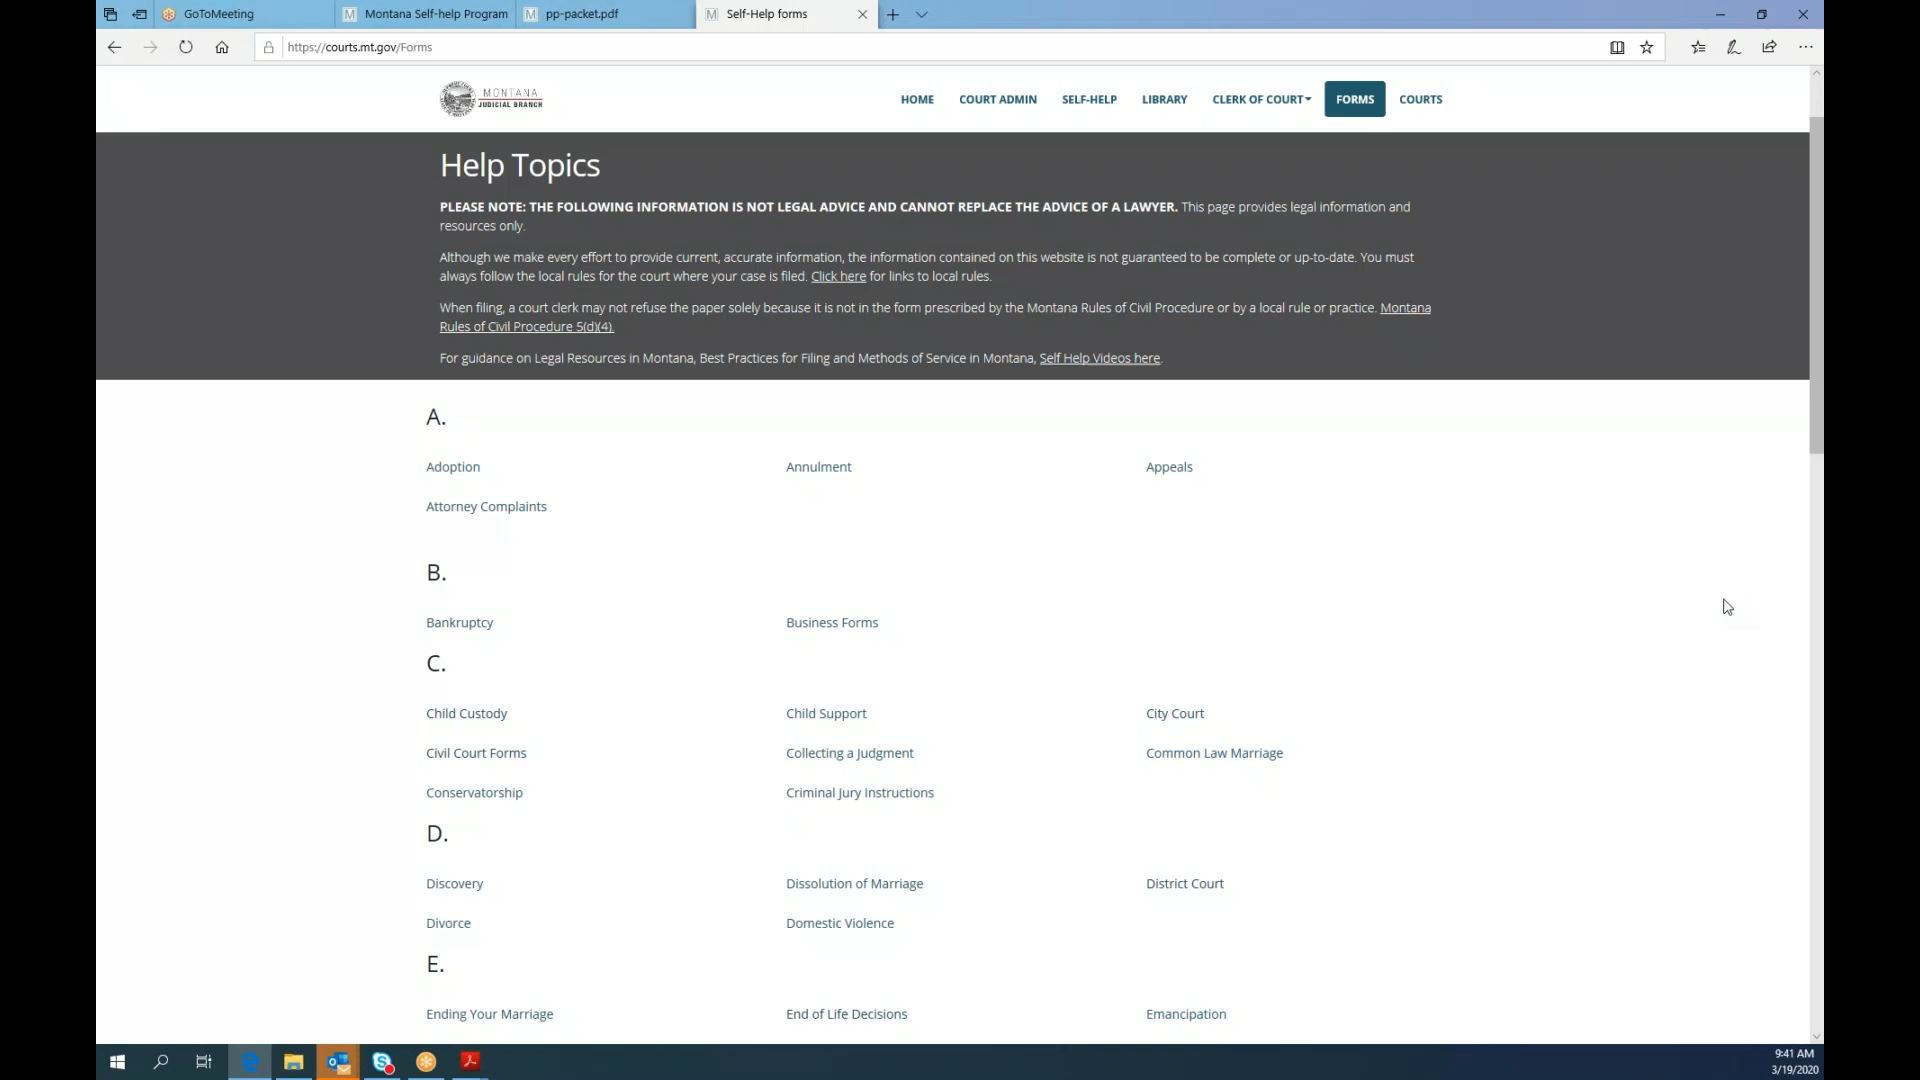 GoToMeeting
Montana Self-help Program
pp-packet.pdf
Self-Help forms
https://courts.mt.gov/Forms
MONTANA
JUDICIAL BRANCH
HOME
COURT ADMIN
SELF-HELP
LIBRARY
CLERK OF COURT
FORMS
COURTS
Help Topics
PLEASE NOTE: THE FOLLOWING INFORMATION IS NOT LEGAL ADVICE AND CANNOT REPLACE THE ADVICE OF A LAWYER. This page provides legal information and
resources only.
Although we make every effort to provide current, accurate information, the information contained on this website is not guaranteed to be complete or up-to-date. You must
always follow the local rules for the court where your case is filed. Click here for links to local rules.
When filing, a court clerk may not refuse the paper solely because it is not in the form prescribed by the Montana Rules of Civil Procedure or by a local rule or practice. Montana
Rules of Civil Procedure 5(d)(4).
For guidance on Legal Resources in Montana, Best Practices for Filing and Methods of Service in Montana, Self Help Videos here.
A.
Adoption
Annulment
Appeals
Attorney Complaints
B.
Bankruptcy
Business Forms
C.
Child Custody
Child Support
City Court
Civil Court Forms
Collecting a Judgment
Common Law Marriage
Conservatorship
Criminal Jury Instructions
D.
Discovery
Dissolution of Marriage
District Court
Divorce
Domestic Violence
E.
Ending Your Marriage
End of Life Decisions
Emancipation
9:41 AM
3/19/2020